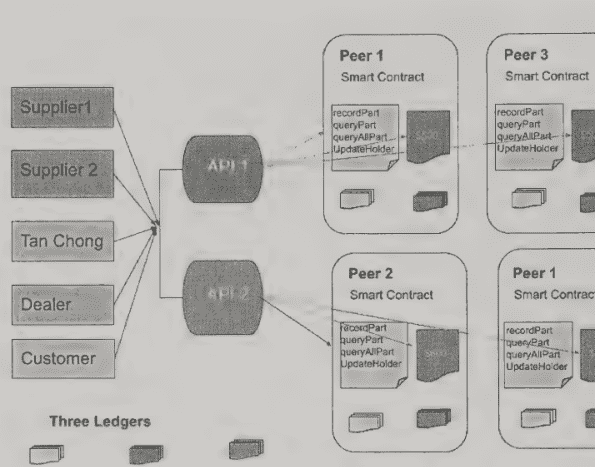 Supplier1
Supplier 2
Tan Chong
Dealer
Customer
API 1
API 2
Peer 1
Smart Contract
recordPart
queryPart
queryAllPart
UpdateHolder
Peer 3
Smart Contract
recordPart
queryPart
queryAllPart
UpdateHolder
Peer 2
Smart Contract
recordPart
queryPart
queryAllPart
UpdateHolder
Peer 1
Smart Contrac
recordPart
queryPart
queryAllPart
UpdateHolder
Three Ledgers